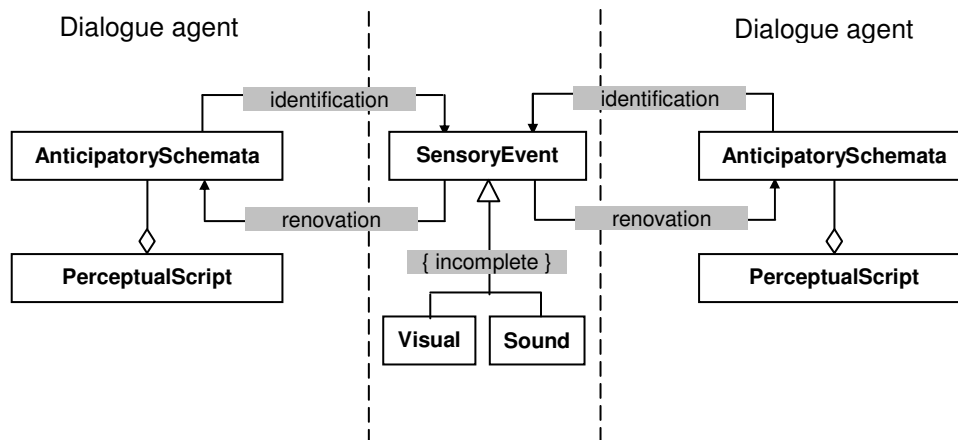 Dialogue agent
Dialogue agent
identification
identification
AnticipatorySchemata
SensoryEvent
AnticipatorySchemata
renovation
renovation
{ incomplete }
PerceptualScript
PerceptualScript
Visual
Sound